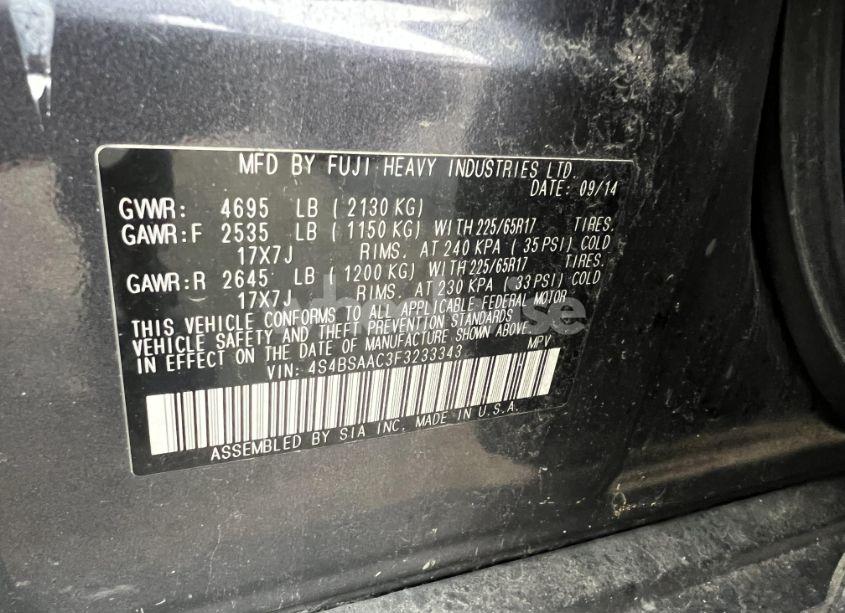 MFD BY FUJI HEAVY INDUSTRIES LTD.
DATE: 09/14
GVWR: 4695 LB ( 2130 KG)
GAWR:F 2535 LB ( 1150 KG) WITH 225/65R17 TIRES.
17X7J RIMS. AT 240 KPA ( 35 PSI) COLD
GAWR:R 2645 LB ( 1200 KG) WITH 225/65R17 TIRES.
17X7J RIMS. AT 230 KPA ( 33 PSI) COLD
THIS VEHICLE CONFORMS TO ALL APPLICABLE FEDERAL MOTOR
VEHICLE SAFETY AND THEFT PREVENTION STANDARDS
IN EFFECT ON THE DATE OF MANUFACTURE SHOWN ABOVE.
VIN: 4S4BSAAC3F3233343 MPV
ASSEMBLED BY SIA INC. MADE IN U.S.A.